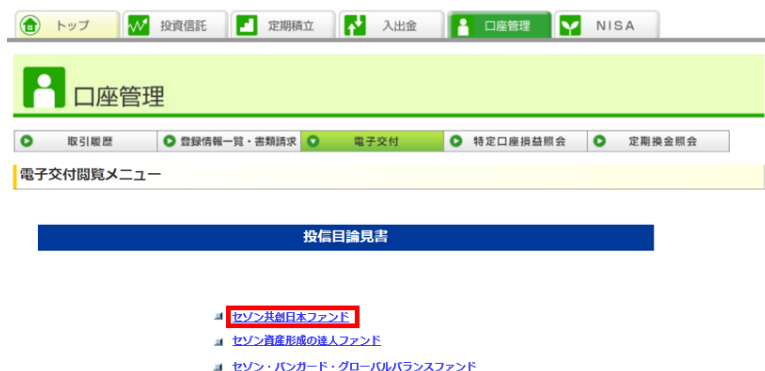 トップ 投資信託 定期積立 入出金 口座管理 NISA
口座管理
取引履歴 登録情報一覧・書類請求 電子交付 特定口座損益照会 定期換金照会
電子交付閲覧メニュー
投信目論見書
セゾン共創日本ファンド
セゾン資産形成の達人ファンド
セゾン・バンガード・グローバルバランスファンド